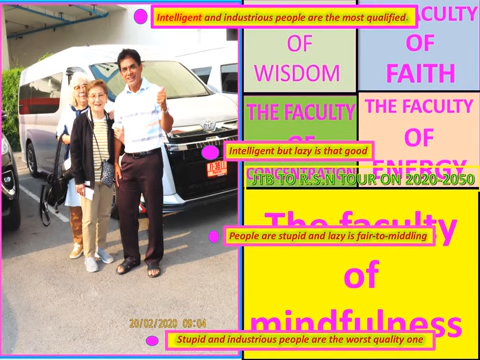 Intelligent and industrious people are the most qualified.
FACULTY
OF
WISDOM
OF
FAITH
THE FACULTY
OF
CONCENTRATION
THE FACULTY
OF
ENERGY
Intelligent but lazy is that good
JTB TO R.S.N TOUR ON 2020-2050
The faculty
of
mindfulness
People are stupid and lazy is fair-to-middling
20/02/2020 09:04
Stupid and industrious people are the worst quality one